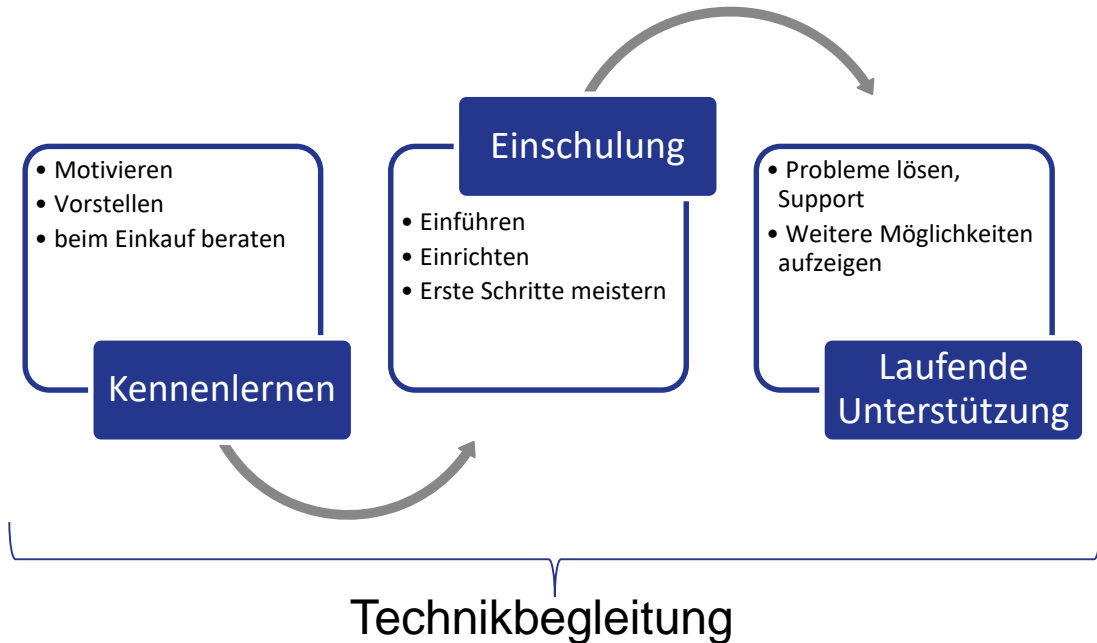 • Motivieren
• Vorstellen
• beim Einkauf beraten
Kennenlernen
Einschulung
• Einführen
• Einrichten
• Erste Schritte meistern
• Probleme lösen,
Support
• Weitere Möglichkeiten
aufzeigen
Laufende
Unterstützung
Technikbegleitung